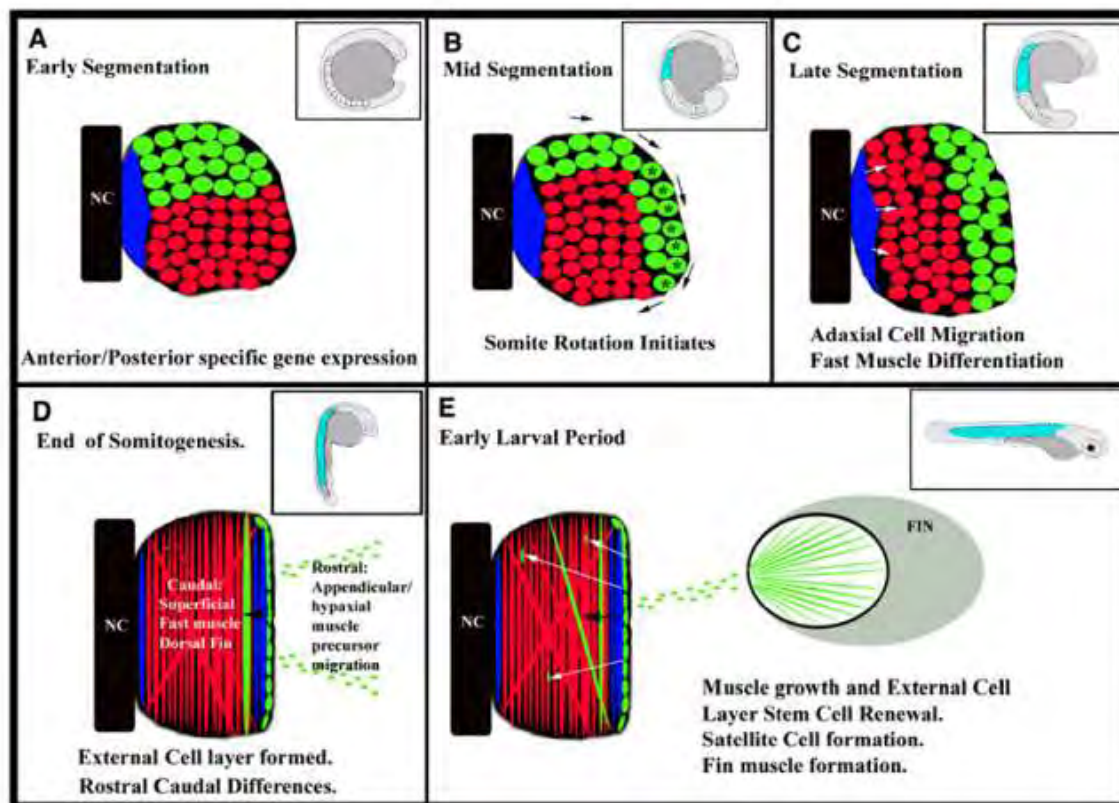 A
Early Segmentation
NC
Anterior/Posterior specific gene expression
B
Mid Segmentation
NC
Somite Rotation Initiates
C
Late Segmentation
NC
Adaxial Cell Migration
Fast Muscle Differentiation
D
End of Somitogenesis.
NC
Caudal:
Superficial
Fast muscle
Dorsal Fin
Rostral:
Appendicular/
hypaxial
muscle
precursor
migration
External Cell layer formed.
Rostral Caudal Differences.
E
Early Larval Period
NC
FIN
Muscle growth and External Cell
Layer Stem Cell Renewal.
Satellite Cell formation.
Fin muscle formation.